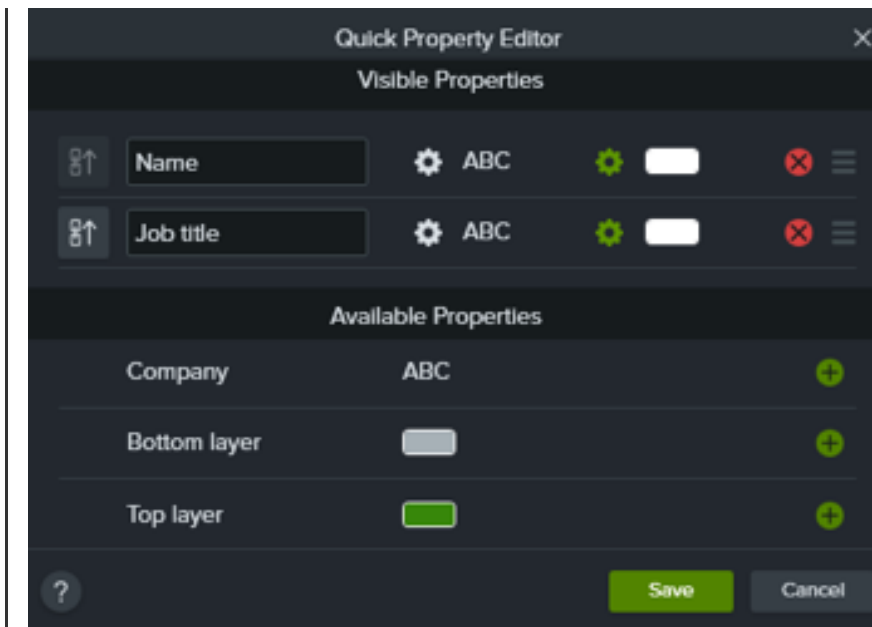 Quick Property Editor
Visible Properties
Name ABC
Job title ABC
Available Properties
Company ABC
Bottom layer
Top layer
? Save Cancel